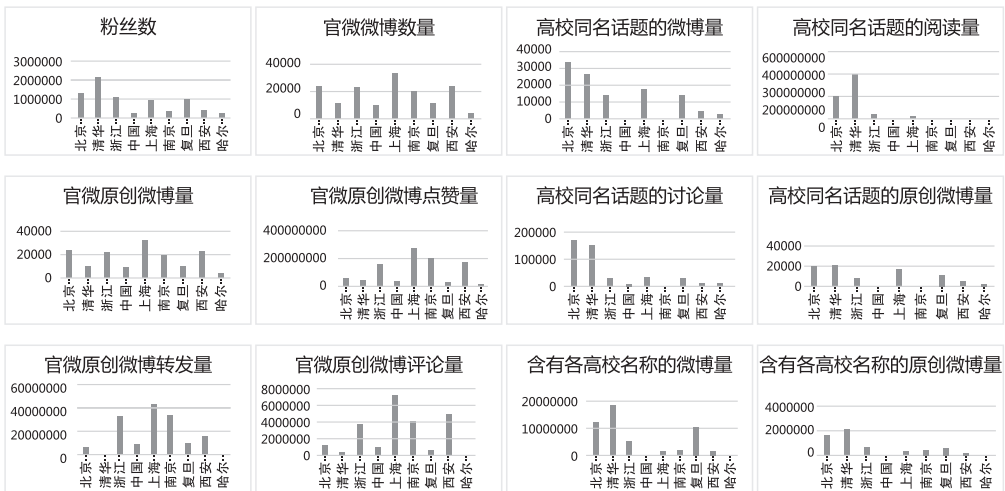 粉丝数
3000000
2000000
1000000
0
北京… 清华… 浙江… 中国… 上海… 南京… 复旦… 西安… 哈尔…
官微微博数量
40000
20000
0
北京… 清华… 浙江… 中国… 上海… 南京… 复旦… 西安… 哈尔…
高校同名话题的微博量
40000
30000
20000
10000
0
北京… 清华… 浙江… 中国… 上海… 南京… 复旦… 西安… 哈尔…
高校同名话题的阅读量
600000000
400000000
300000000
200000000
0
北京… 清华… 浙江… 中国… 上海… 南京… 复旦… 西安… 哈尔…
官微原创微博量
40000
20000
0
北京… 清华… 浙江… 中国… 上海… 南京… 复旦… 西安… 哈尔…
官微原创微博点赞量
400000000
200000000
0
北京… 清华… 浙江… 中国… 上海… 南京… 复旦… 西安… 哈尔…
高校同名话题的讨论量
200000
100000
0
北京… 清华… 浙江… 中国… 上海… 南京… 复旦… 西安… 哈尔…
高校同名话题的原创微博量
40000
20000
0
北京… 清华… 浙江… 中国… 上海… 南京… 复旦… 西安… 哈尔…
官微原创微博转发量
60000000
40000000
20000000
0
北京… 清华… 浙江… 中国… 上海… 南京… 复旦… 西安… 哈尔…
官微原创微博评论量
8000000
6000000
4000000
2000000
0
北京… 清华… 浙江… 中国… 上海… 南京… 复旦… 西安… 哈尔…
含有各高校名称的微博量
20000000
10000000
0
北京… 清华… 浙江… 中国… 上海… 南京… 复旦… 西安… 哈尔…
含有各高校名称的原创微博量
4000000
2000000
0
北京… 清华… 浙江… 中国… 上海… 南京… 复旦… 西安… 哈尔…